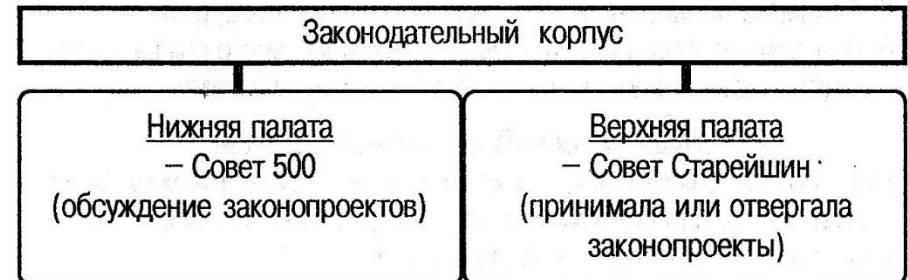 Законодательный корпус
Нижняя палата
– Совет 500
(обсуждение законопроектов)
Верхняя палата
– Совет Старейшин
(принимала или отвергала
законопроекты)